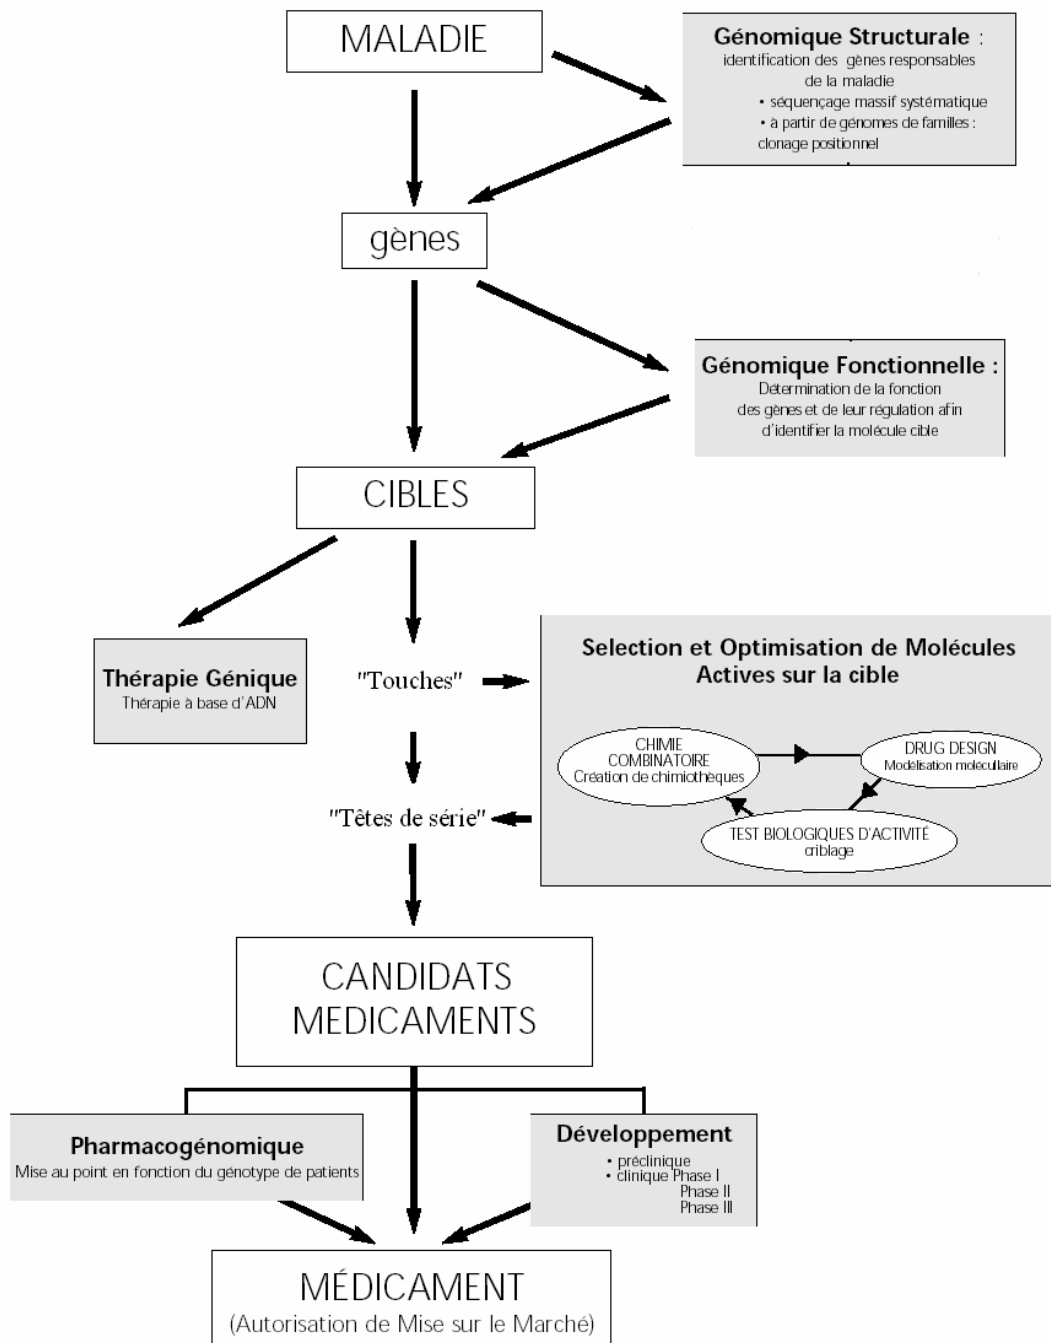 MALADIE
Génomique Structurale :
identification des gènes responsables
de la maladie
• séquençage massif systématique
• à partir de génomes de familles :
clonage positionnel
gènes
Génomique Fonctionnelle :
Détermination de la fonction
des gènes et de leur régulation afin
d'identifier la molécule cible
CIBLES
Thérapie Génique
Thérapie à base d'ADN
"Touches"
Selection et Optimisation de Molécules
Actives sur la cible
CHIMIE
COMBINATOIRE
Création de chimiothèques
DRUG DESIGN
Modélisation molécullaire
TEST BIOLOGIQUES D'ACTIVITÉ
criblage
"Têtes de série"
CANDIDATS
MEDICAMENTS
Pharmacogénomique
Mise au point en fonction du génotype de patients
Développement
• préclinique
• clinique Phase I
Phase II
Phase III
MÉDICAMENT
(Autorisation de Mise sur le Marché)